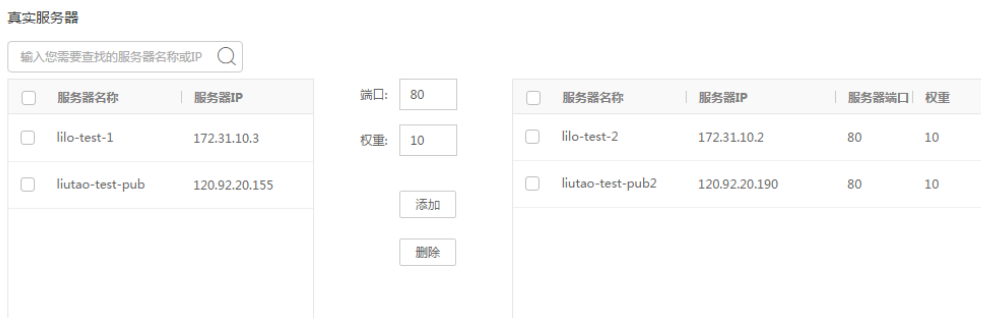 真实服务器
输入您需要查找的服务器名称或IP
服务器名称 服务器IP
lilo-test-1 172.31.10.3
liutao-test-pub 120.92.20.155
端口: 80
权重: 10
添加
删除
服务器名称 服务器IP 服务器端口 权重
lilo-test-2 172.31.10.2 80 10
liutao-test-pub2 120.92.20.190 80 10